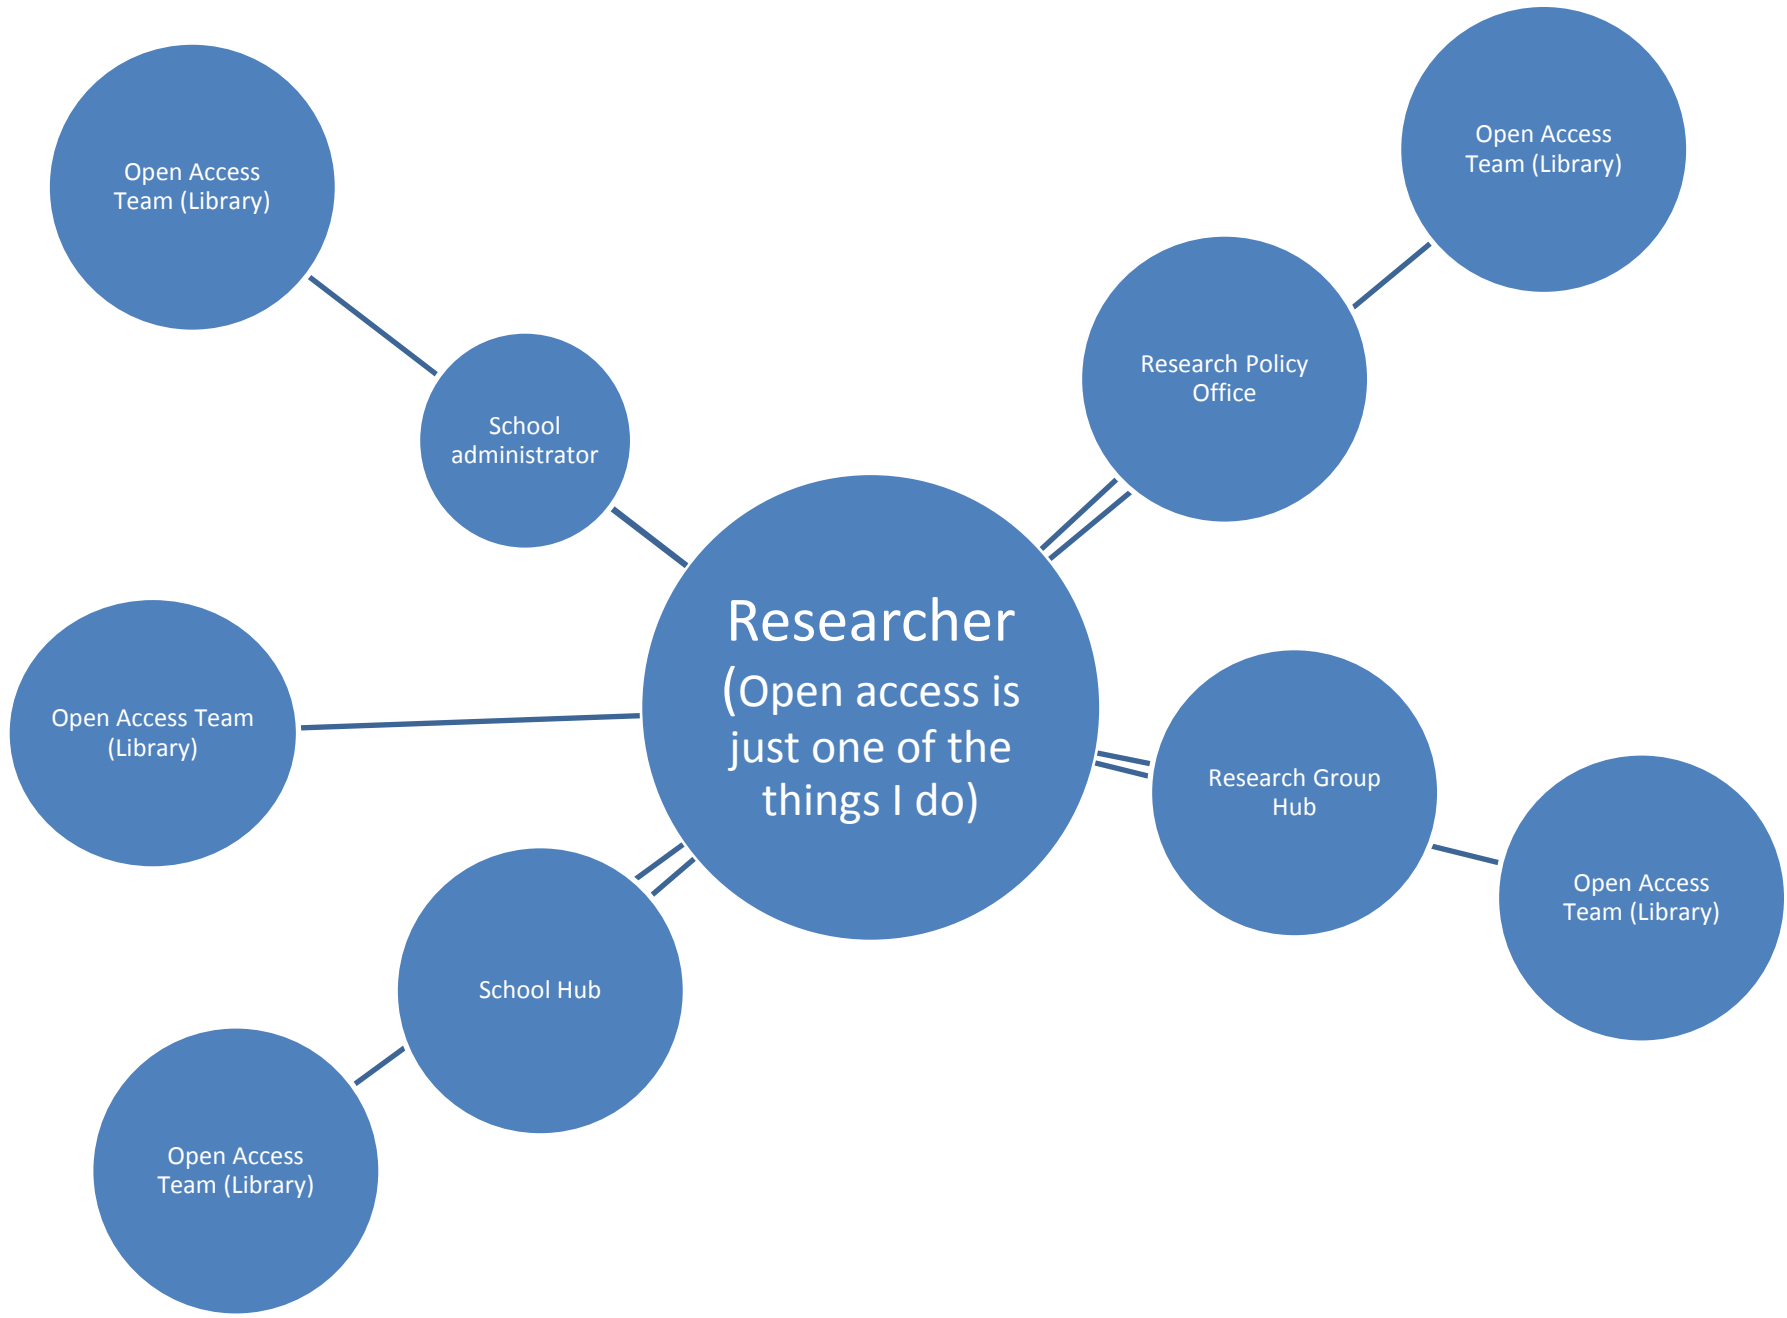 Open Access
Team (Library)
Open Access
Team (Library)
Research Policy
Office
School
administrator
Researcher
(Open access is
just one of the
things I do)
Open Access Team
(Library)
Research Group
Hub
Open Access
Team (Library)
School Hub
Open Access
Team (Library)